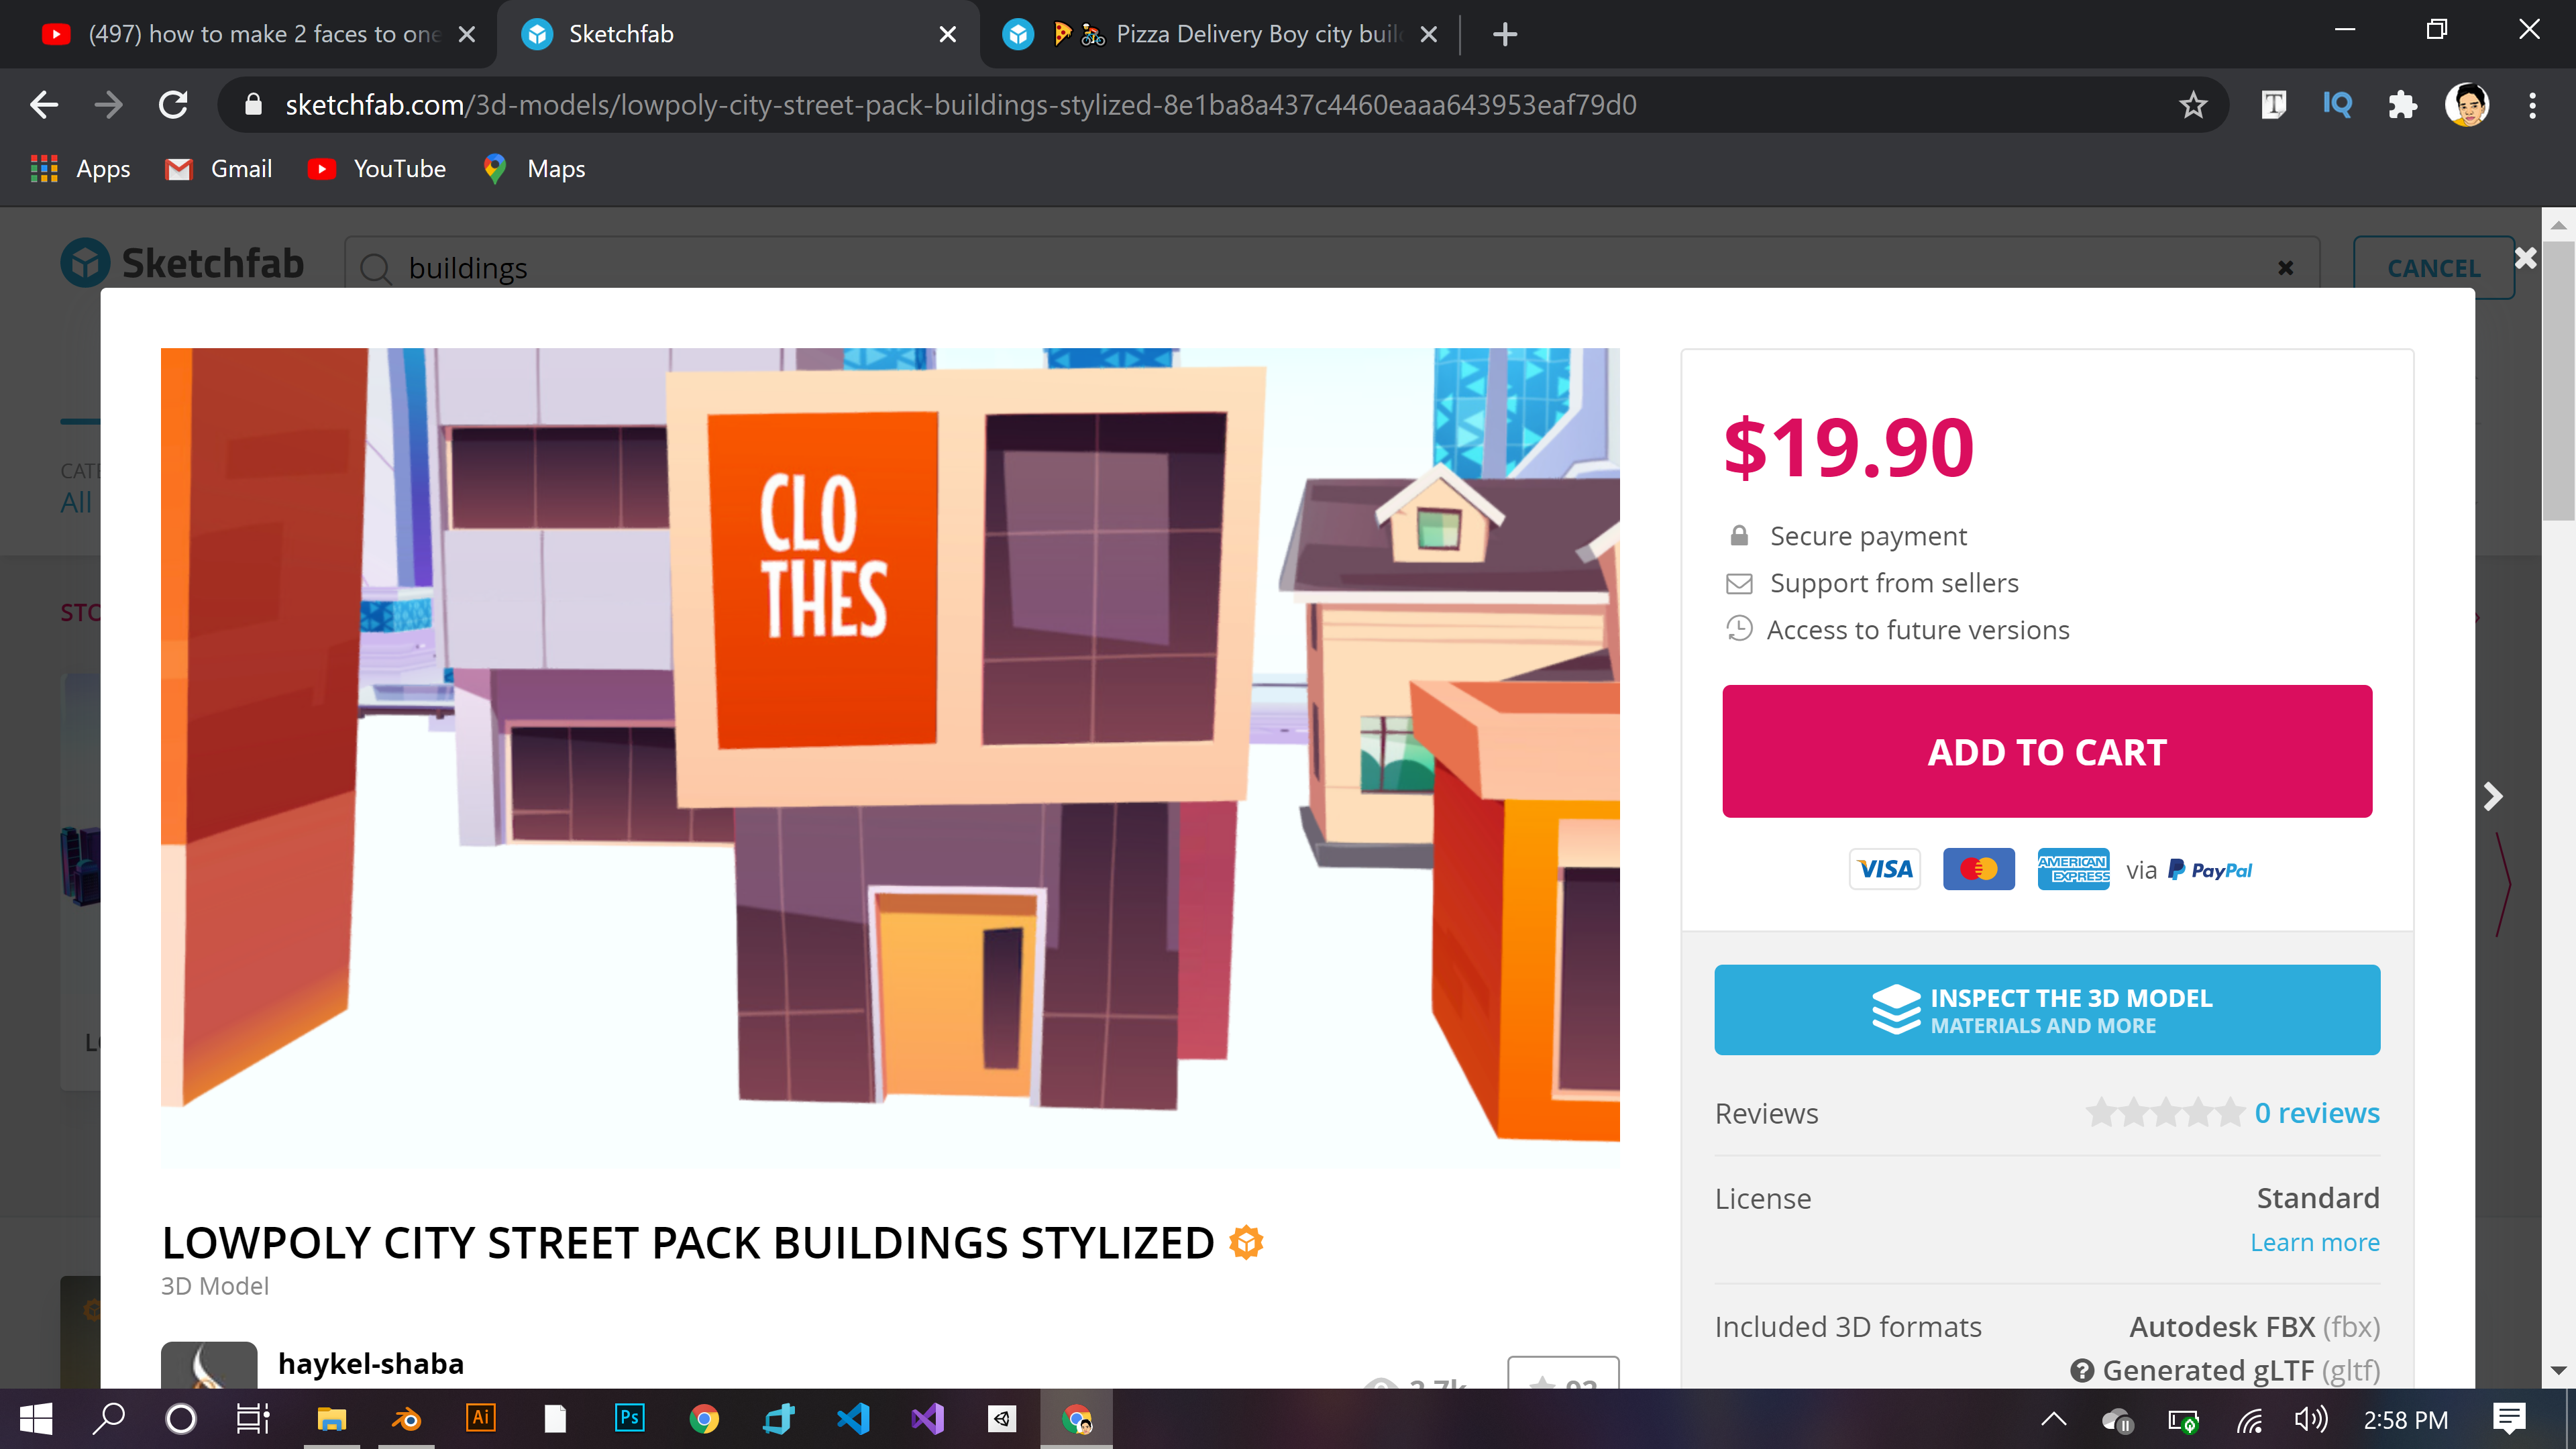 (497) how to make 2 faces to one
Sketchfab
Pizza Delivery Boy city buil
sketchfab.com/3d-models/lowpoly-city-street-pack-buildings-stylized-8e1ba8a437c4460eaaa643953eaf79d0
IQ
Apps
Gmail
YouTube
Maps
Sketchfab
buildings
CANCEL
CATE
All
STO
CLO
THES
$19.90
Secure payment
Support from sellers
Access to future versions
ADD TO CART
VISA
AMERICAN
EXPRESS
via PayPal
INSPECT THE 3D MODEL
MATERIALS AND MORE
Reviews
0 reviews
License
Standard
Learn more
Included 3D formats
Autodesk FBX (fbx)
Generated gLTF (gltf)
LOWPOLY CITY STREET PACK BUILDINGS STYLIZED
3D Model
haykel-shaba
Ai
Ps
2:58 PM